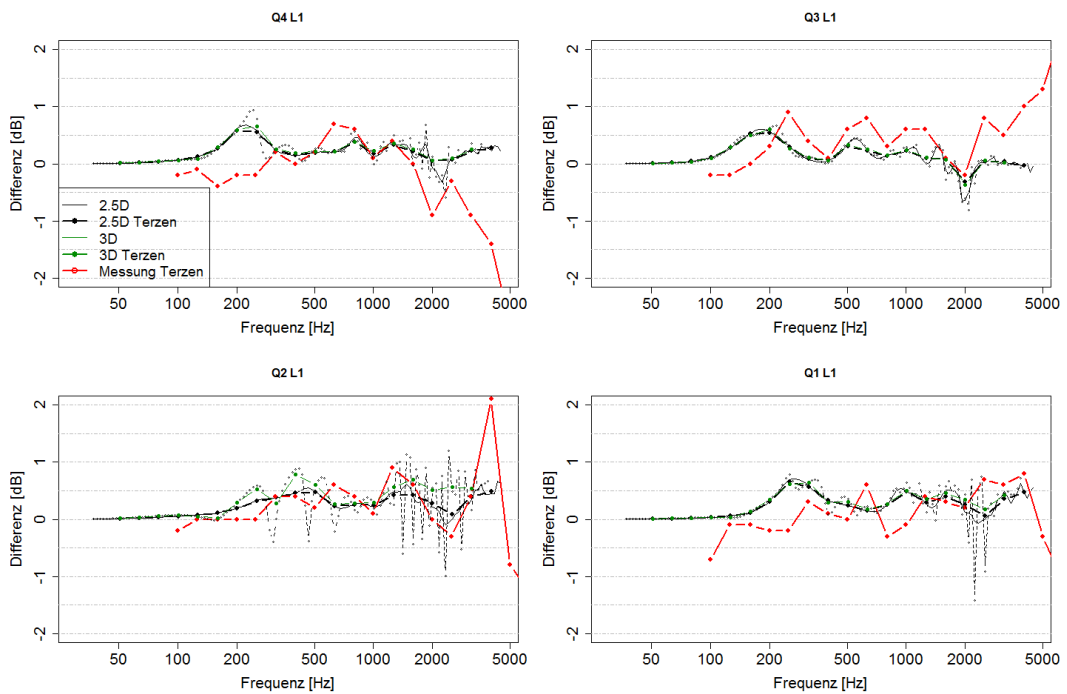 Q4 L1
Differenz [dB]
2
1
0
-1
-2
2.5D
2.5D Terzen
3D
3D Terzen
Messung Terzen
50 100 200 500 1000 2000 5000
Frequenz [Hz]
Q3 L1
Differenz [dB]
2
1
0
-1
-2
50 100 200 500 1000 2000 5000
Frequenz [Hz]
Q2 L1
Differenz [dB]
2
1
0
-1
-2
50 100 200 500 1000 2000 5000
Frequenz [Hz]
Q1 L1
Differenz [dB]
2
1
0
-1
-2
50 100 200 500 1000 2000 5000
Frequenz [Hz]